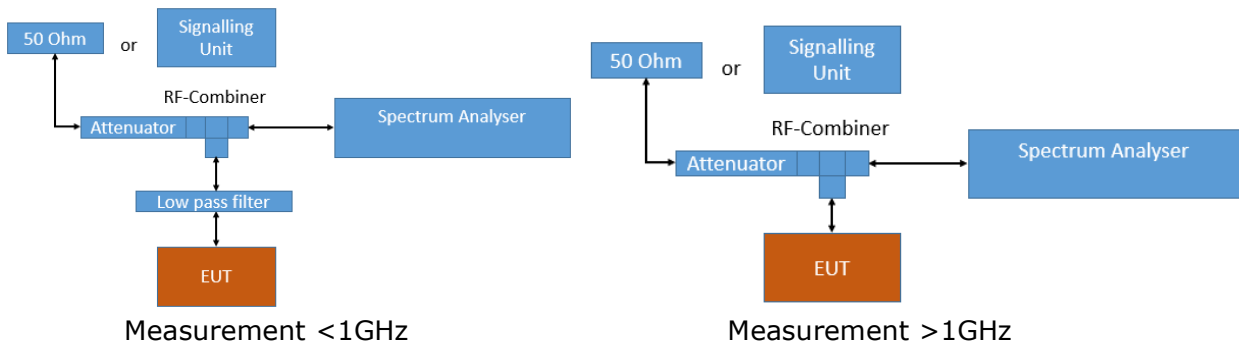 50 Ohm
or
Signalling
Unit
RF-Combiner
Attenuator
Spectrum Analyser
Low pass filter
EUT
Measurement <1GHz
50 Ohm
or
Signalling
Unit
RF-Combiner
Attenuator
Spectrum Analyser
EUT
Measurement >1GHz